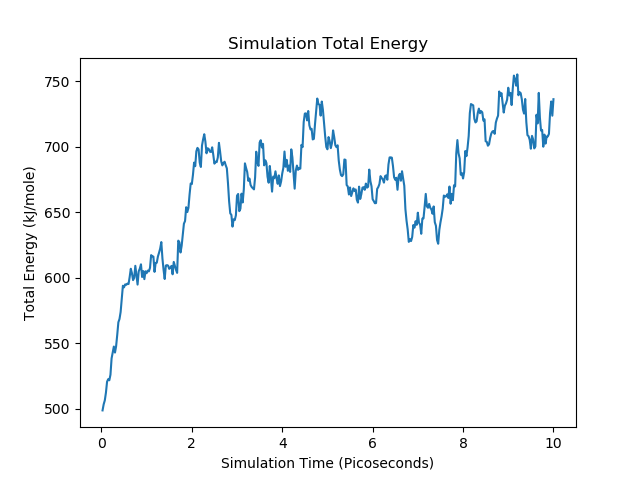 Simulation Total Energy
Total Energy (kJ/mole)
750
700
650
600
550
500
0 2 4 6 8 10
Simulation Time (Picoseconds)